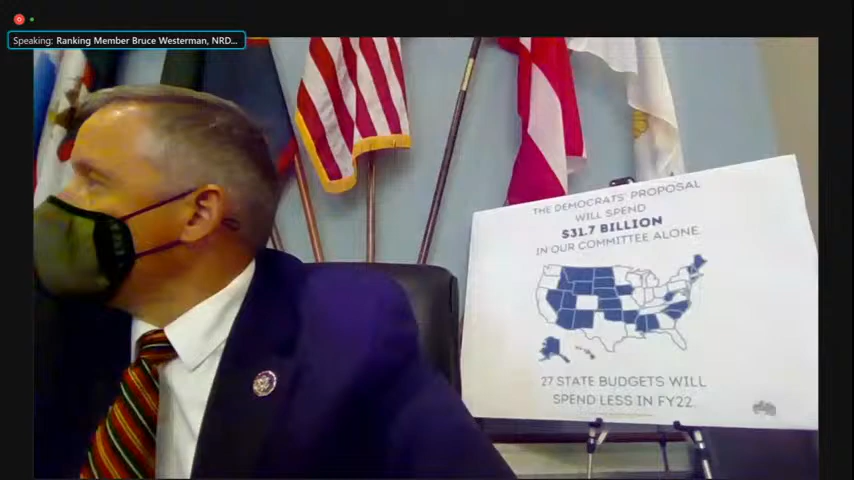 Speaking: Ranking Member Bruce Westerman, NRD...
THE DEMOCRATS' PROPOSAL
WILL SPEND
$31.7 BILLION
IN OUR COMMITTEE ALONE.
27 STATE BUDGETS WILL
SPEND LESS IN FY22.